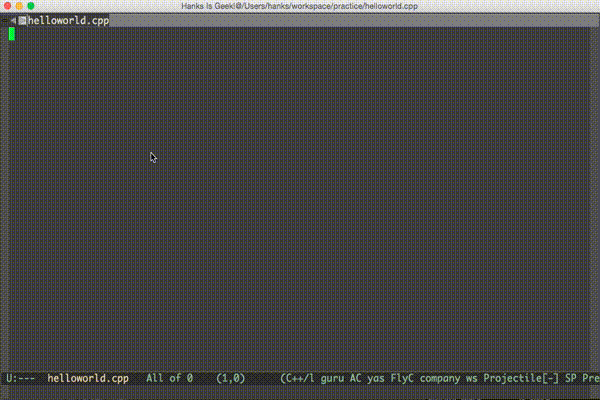 Hanks Is Geek!@/Users/hanks/workspace/practice/helloworld.cpp
helloworld.cpp
U:--- helloworld.cpp All of 0 (1,0) (C++/l guru AC yas FlyC company ws Projectile[-] SP Pre